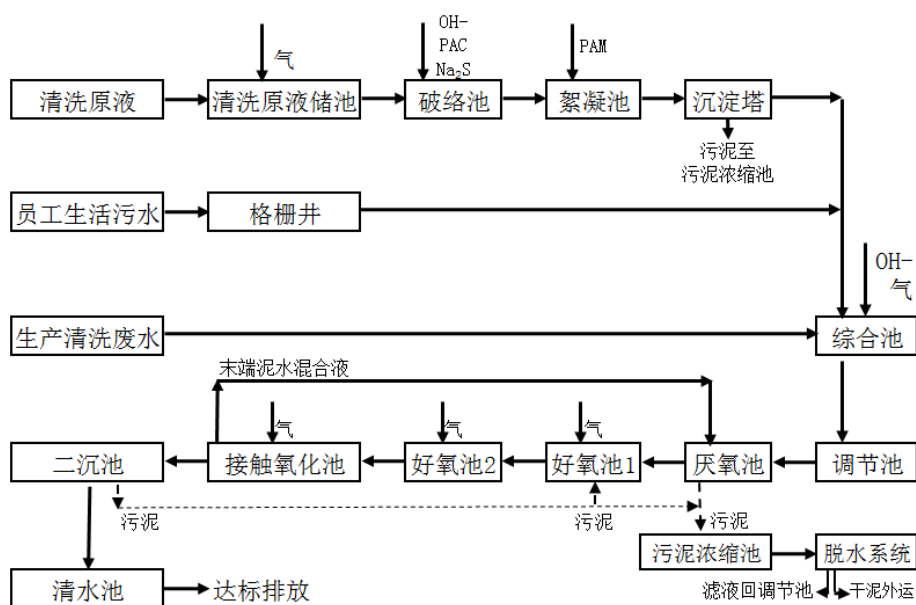 OH-
PAC
Na₂S
气
PAM
清洗原液
清洗原液储池
破络池
絮凝池
沉淀塔
污泥至
污泥浓缩池
员工生活污水
格栅井
OH-
气
生产清洗废水
综合池
末端泥水混合液
气
气
气
二沉池
接触氧化池
好氧池2
好氧池1
厌氧池
调节池
污泥
污泥
污泥
污泥浓缩池
脱水系统
清水池
达标排放
滤液回调节池
干泥外运